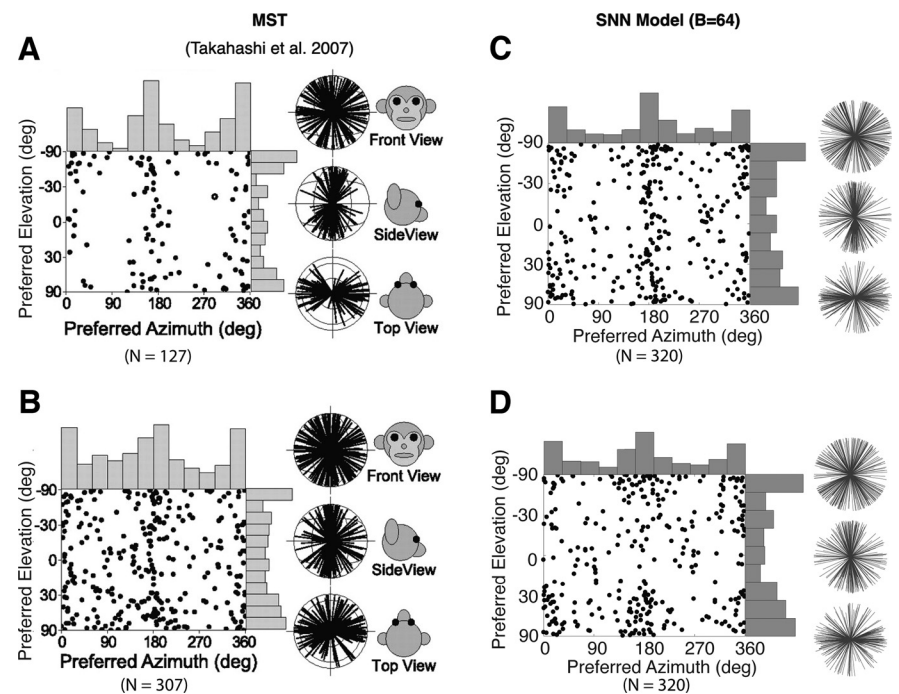 MST
(Takahashi et al. 2007)
SNN Model (B=64)
A
Front View
SideView
Top View
Preferred Elevation (deg)
-90
-30
0
30
90
0 90 180 270 360
Preferred Azimuth (deg)
(N = 127)
C
Preferred Elevation (deg)
-90
-30
0
30
90
0 90 180 270 360
Preferred Azimuth (deg)
(N = 320)
B
Front View
SideView
Top View
Preferred Elevation (deg)
-90
-30
0
30
90
0 90 180 270 360
Preferred Azimuth (deg)
(N = 307)
D
Preferred Elevation (deg)
-90
-30
0
30
90
0 90 180 270 360
Preferred Azimuth (deg)
(N = 320)